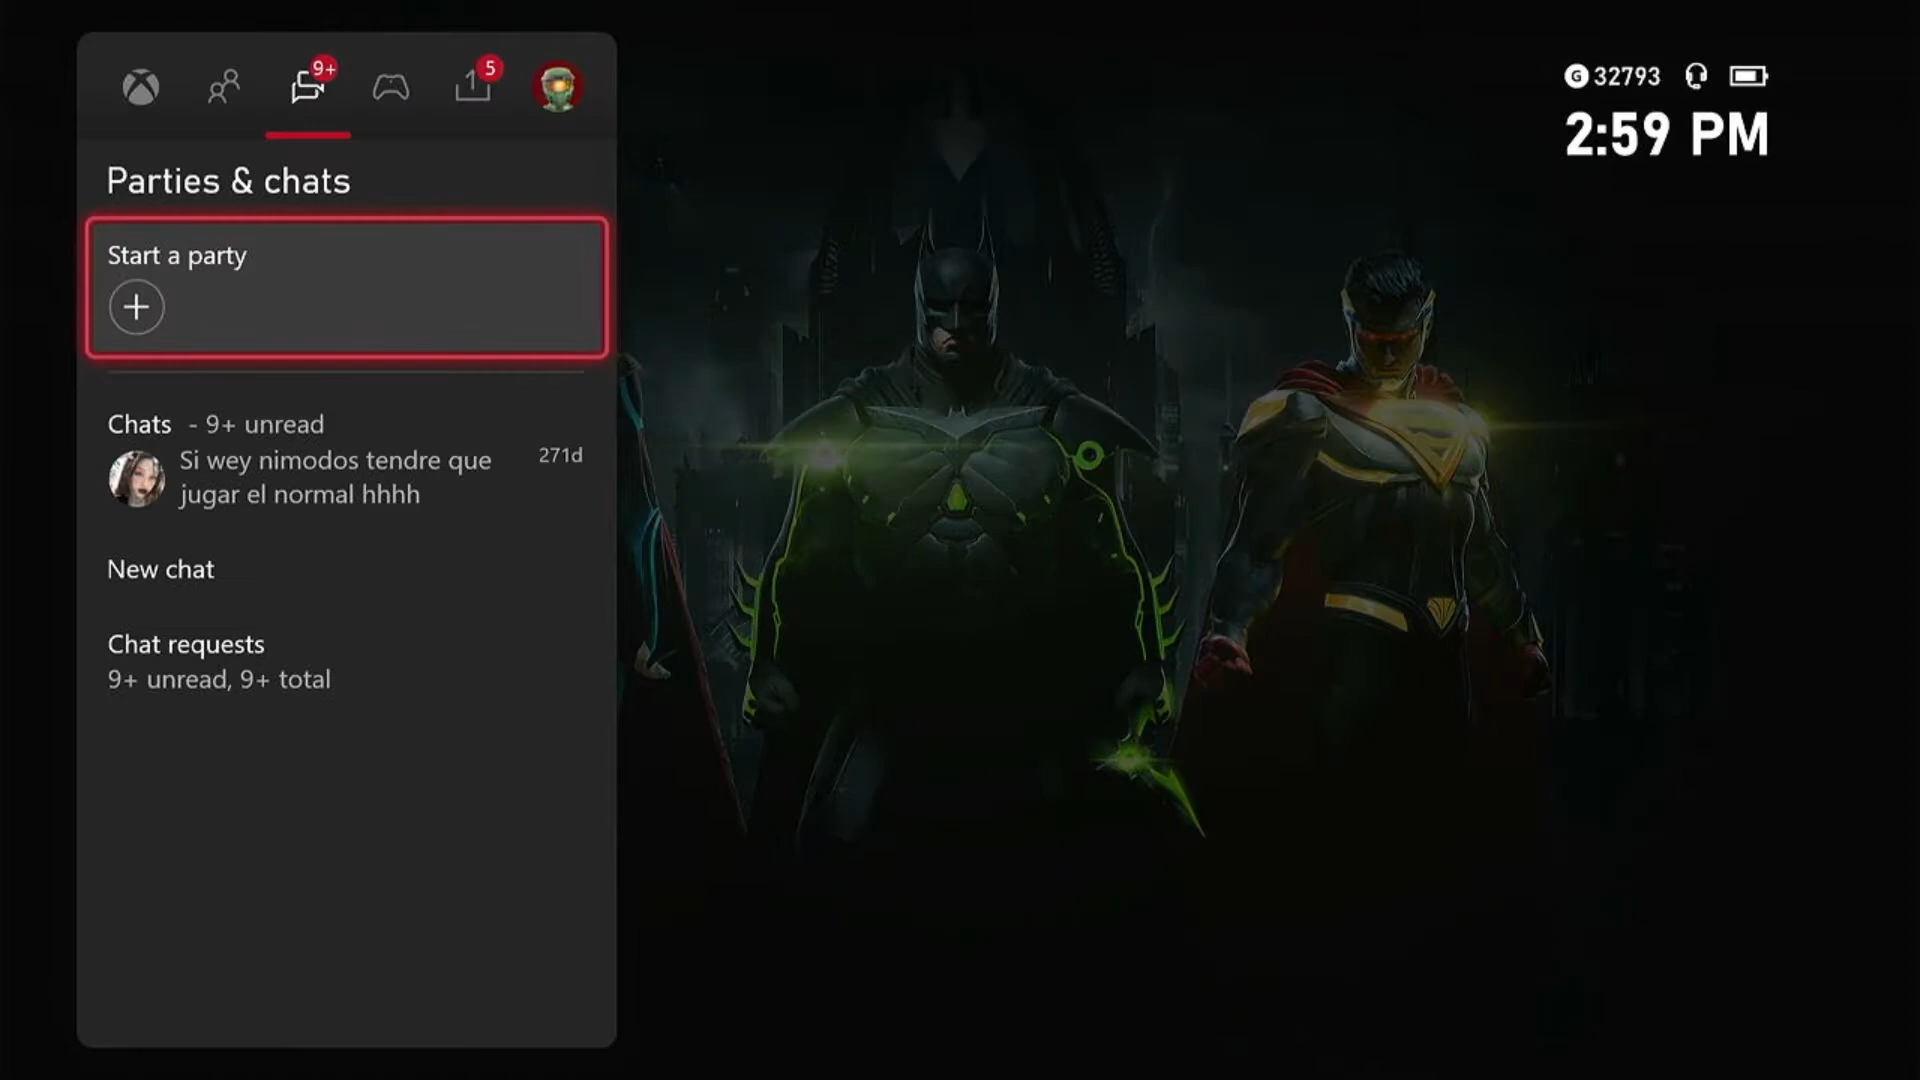 9+
5
G 32793
2:59 PM
Parties & chats
Start a party
Chats - 9+ unread
Si wey nimodos tendre que 271d
jugar el normal hhhh
New chat
Chat requests
9+ unread, 9+ total